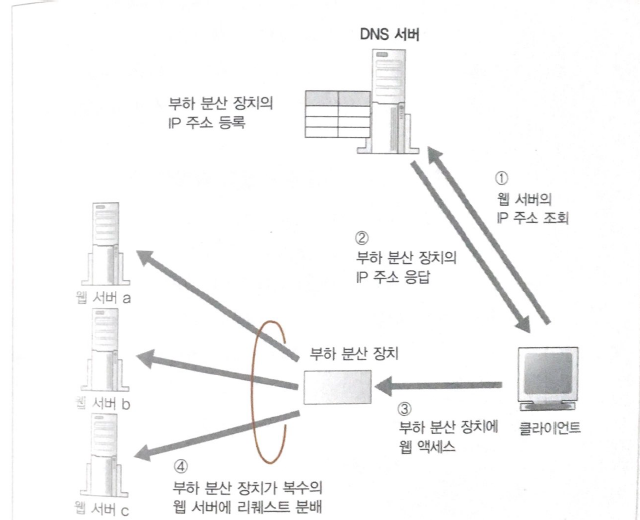 DNS 서버
부하 분산 장치의
IP 주소 등록
①
웹 서버의
IP 주소 조회
②
부하 분산 장치의
IP 주소 응답
웹 서버 a
부하 분산 장치
웹 서버 b
③
부하 분산 장치에
웹 액세스
클라이언트
④
부하 분산 장치가 복수의
웹 서버에 리퀘스트 분배
웹 서버 c